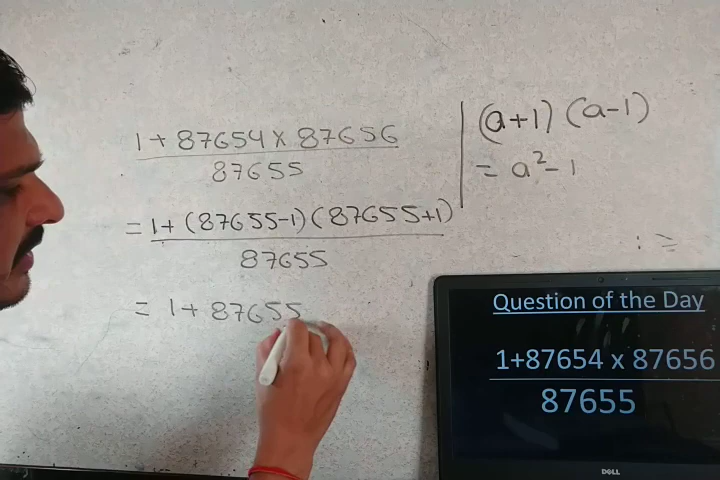 1+87654 x 87656
87655
= 1+(87655-1)(87655+1)
87655
= 1+87655
(a+1)(a-1)
= a²-1
Question of the Day
1+87654 x 87656
87655
DELL